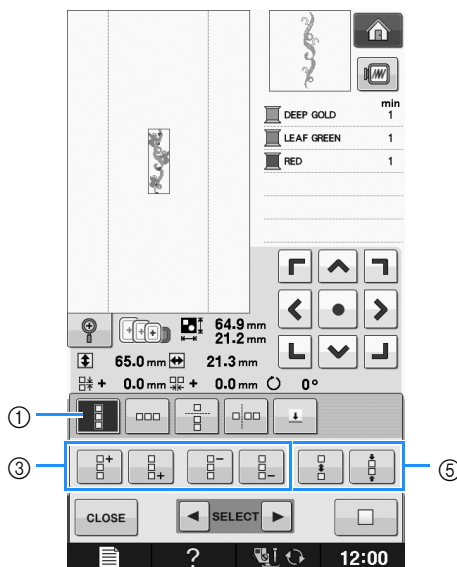 min
DEEP GOLD 1
LEAF GREEN 1
RED 1
64.9 mm
21.2 mm
65.0 mm 21.3 mm
+ 0.0 mm + 0.0 mm 0°
①
③ ⑤
CLOSE SELECT
? 12:00